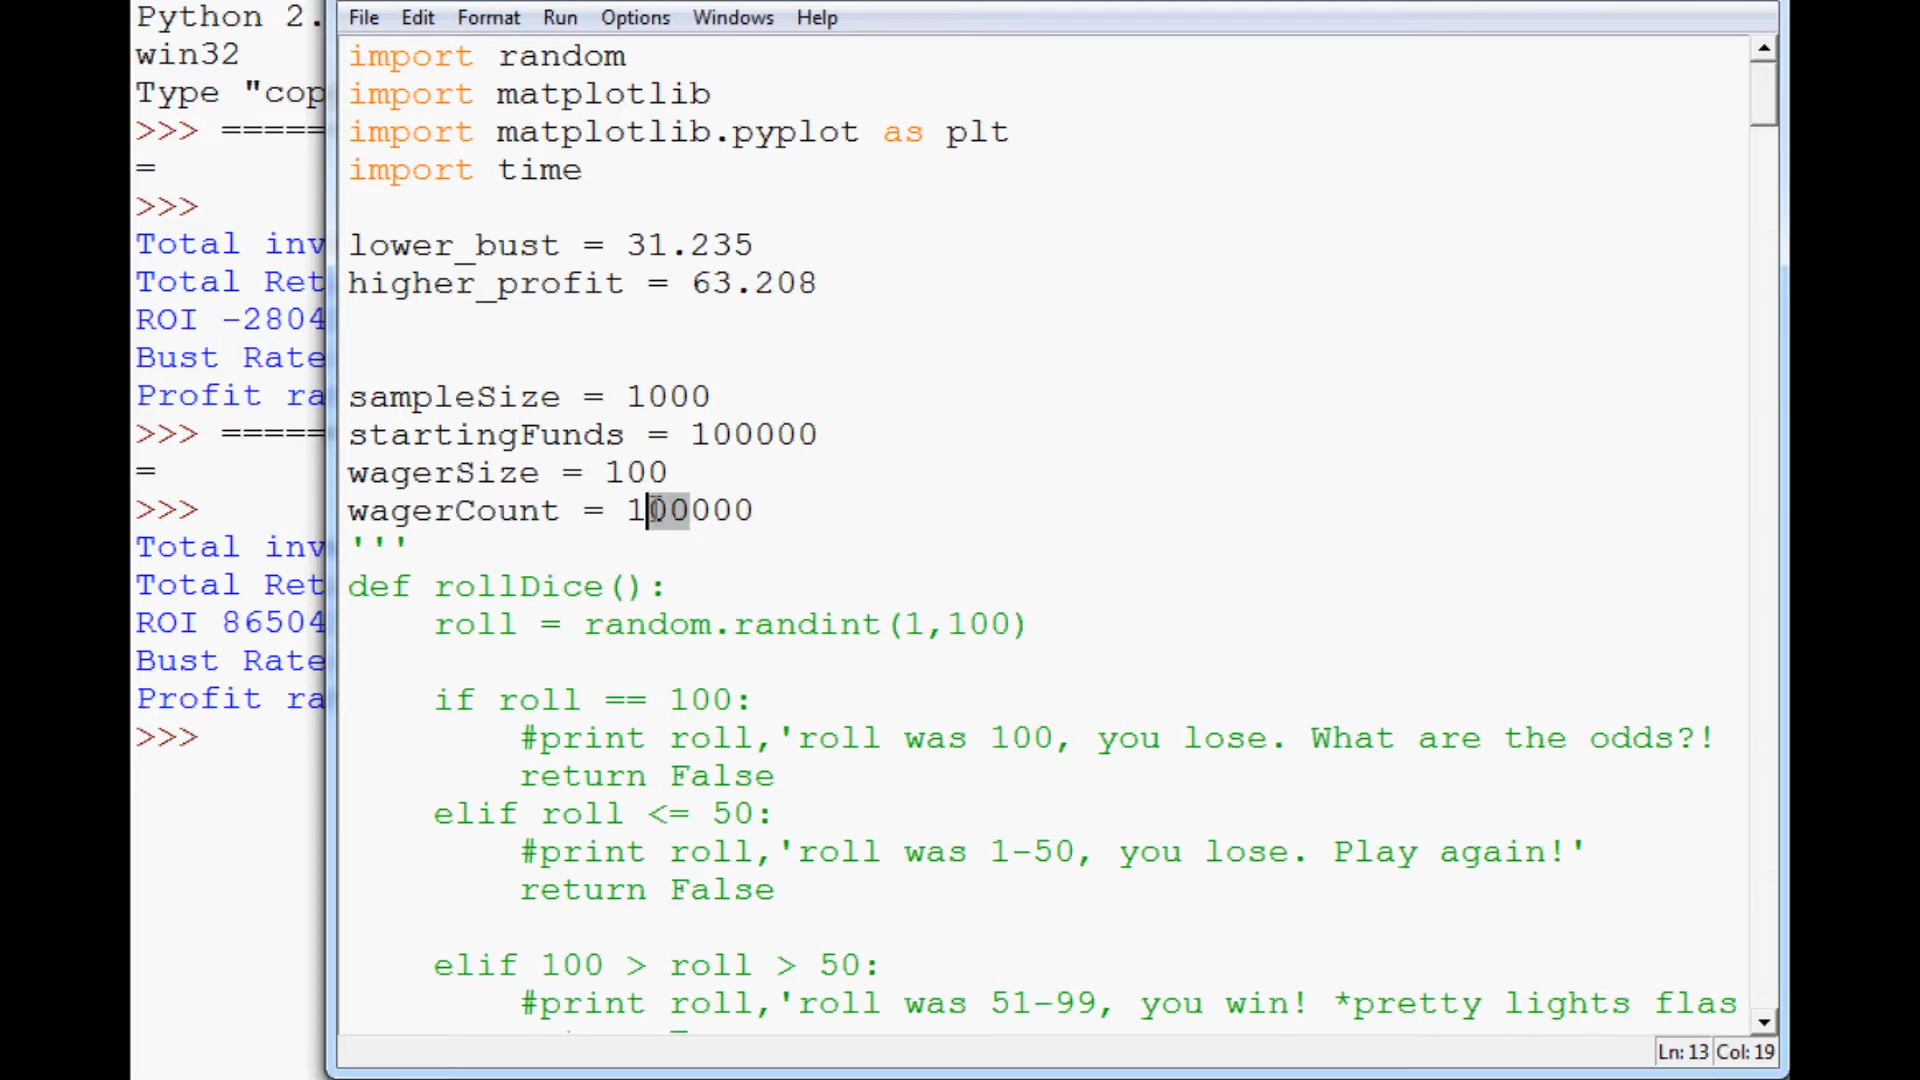 Python 2.
win32
Type "cop
>>> =====
=
>>>
Total inv
Total Ret
ROI -2804
Bust Rate
Profit ra
>>> =====
=
>>>
Total inv
Total Ret
ROI 86504
Bust Rate
Profit ra
>>>
File Edit Format Run Options Windows Help
import random
import matplotlib
import matplotlib.pyplot as plt
import time
lower_bust = 31.235
higher_profit = 63.208
sampleSize = 1000
startingFunds = 100000
wagerSize = 100
wagerCount = 100000
'''
def rollDice():
    roll = random.randint(1,100)
    if roll == 100:
        #print roll,'roll was 100, you lose. What are the odds?!
        return False
    elif roll <= 50:
        #print roll,'roll was 1-50, you lose. Play again!'
        return False
    elif 100 > roll > 50:
        #print roll,'roll was 51-99, you win! *pretty lights flas
Ln: 13 Col: 19